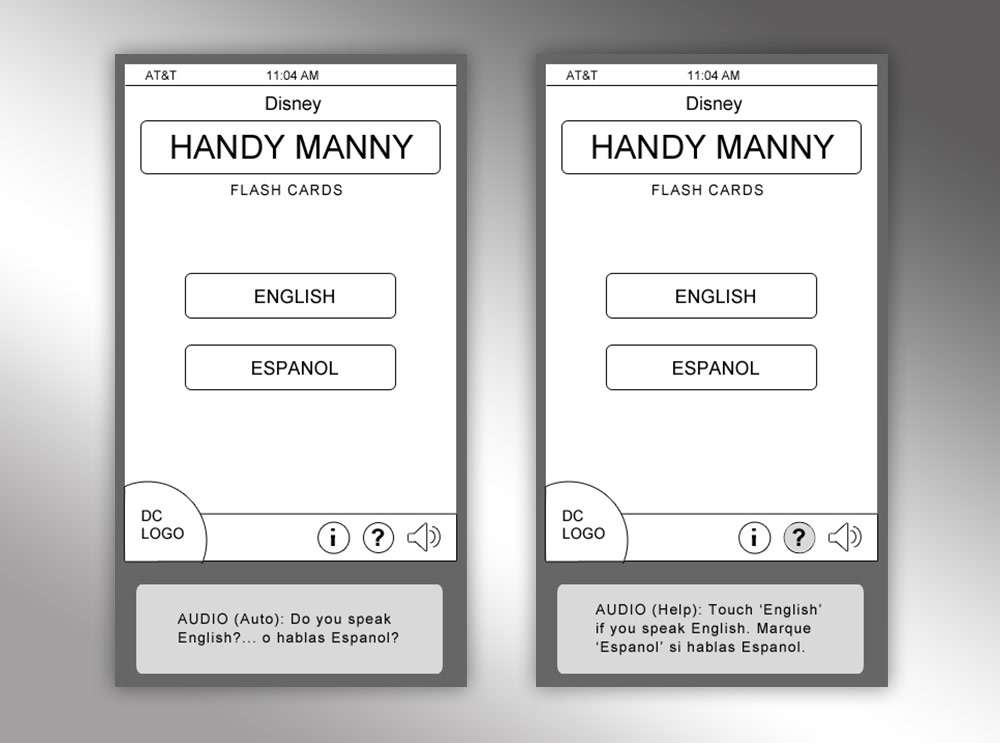 AT&T 11:04 AM
Disney
HANDY MANNY
FLASH CARDS
ENGLISH
ESPANOL
DC
LOGO
i ?
AUDIO (Auto): Do you speak
English?... o hablas Espanol?
AT&T 11:04 AM
Disney
HANDY MANNY
FLASH CARDS
ENGLISH
ESPANOL
DC
LOGO
i ?
AUDIO (Help): Touch ‘English’
if you speak English. Marque
‘Espanol’ si hablas Espanol.